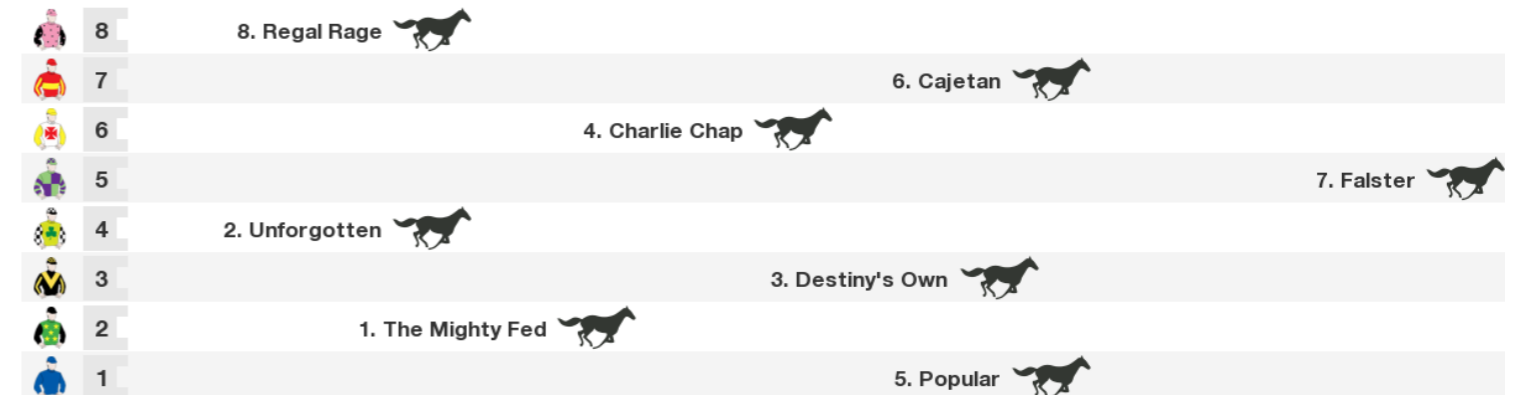 8 8. Regal Rage
7 6. Cajetan
6 4. Charlie Chap
5 7. Falster
4 2. Unforgotten
3 3. Destiny's Own
2 1. The Mighty Fed
1 5. Popular